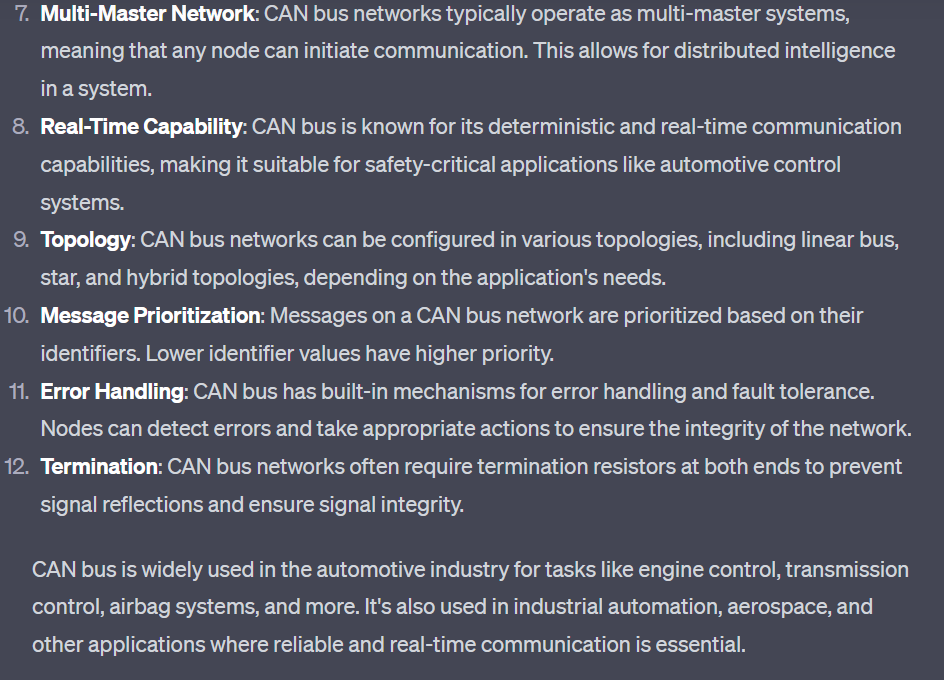 7. Multi-Master Network: CAN bus networks typically operate as multi-master systems,
meaning that any node can initiate communication. This allows for distributed intelligence
in a system.
8. Real-Time Capability: CAN bus is known for its deterministic and real-time communication
capabilities, making it suitable for safety-critical applications like automotive control
systems.
9. Topology: CAN bus networks can be configured in various topologies, including linear bus,
star, and hybrid topologies, depending on the application's needs.
10. Message Prioritization: Messages on a CAN bus network are prioritized based on their
identifiers. Lower identifier values have higher priority.
11. Error Handling: CAN bus has built-in mechanisms for error handling and fault tolerance.
Nodes can detect errors and take appropriate actions to ensure the integrity of the network.
12. Termination: CAN bus networks often require termination resistors at both ends to prevent
signal reflections and ensure signal integrity.
CAN bus is widely used in the automotive industry for tasks like engine control, transmission
control, airbag systems, and more. It's also used in industrial automation, aerospace, and
other applications where reliable and real-time communication is essential.